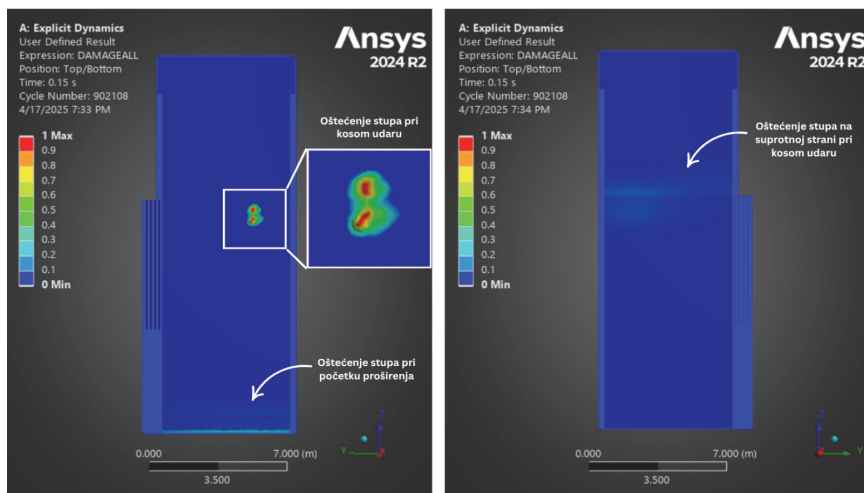 A: Explicit Dynamics
User Defined Result
Expression: DAMAGEALL
Position: Top/Bottom
Time: 0.15 s
Cycle Number: 902108
4/17/2025 7:33 PM
Ansys
2024 R2
1 Max
0.9
0.8
0.7
0.6
0.5
0.4
0.3
0.2
0.1
0 Min
Oštećenje stupa pri
kosom udaru
Oštećenje stupa pri
početku proširenja
0.000
7.000 (m)
3.500
Z
Y
X
A: Explicit Dynamics
User Defined Result
Expression: DAMAGEALL
Position: Top/Bottom
Time: 0.15 s
Cycle Number: 902108
4/17/2025 7:34 PM
Ansys
2024 R2
1 Max
0.9
0.8
0.7
0.6
0.5
0.4
0.3
0.2
0.1
0 Min
Oštećenje stupa na
suprotnoj strani pri
kosom udaru
0.000
7.000 (m)
3.500
Z
X
Y